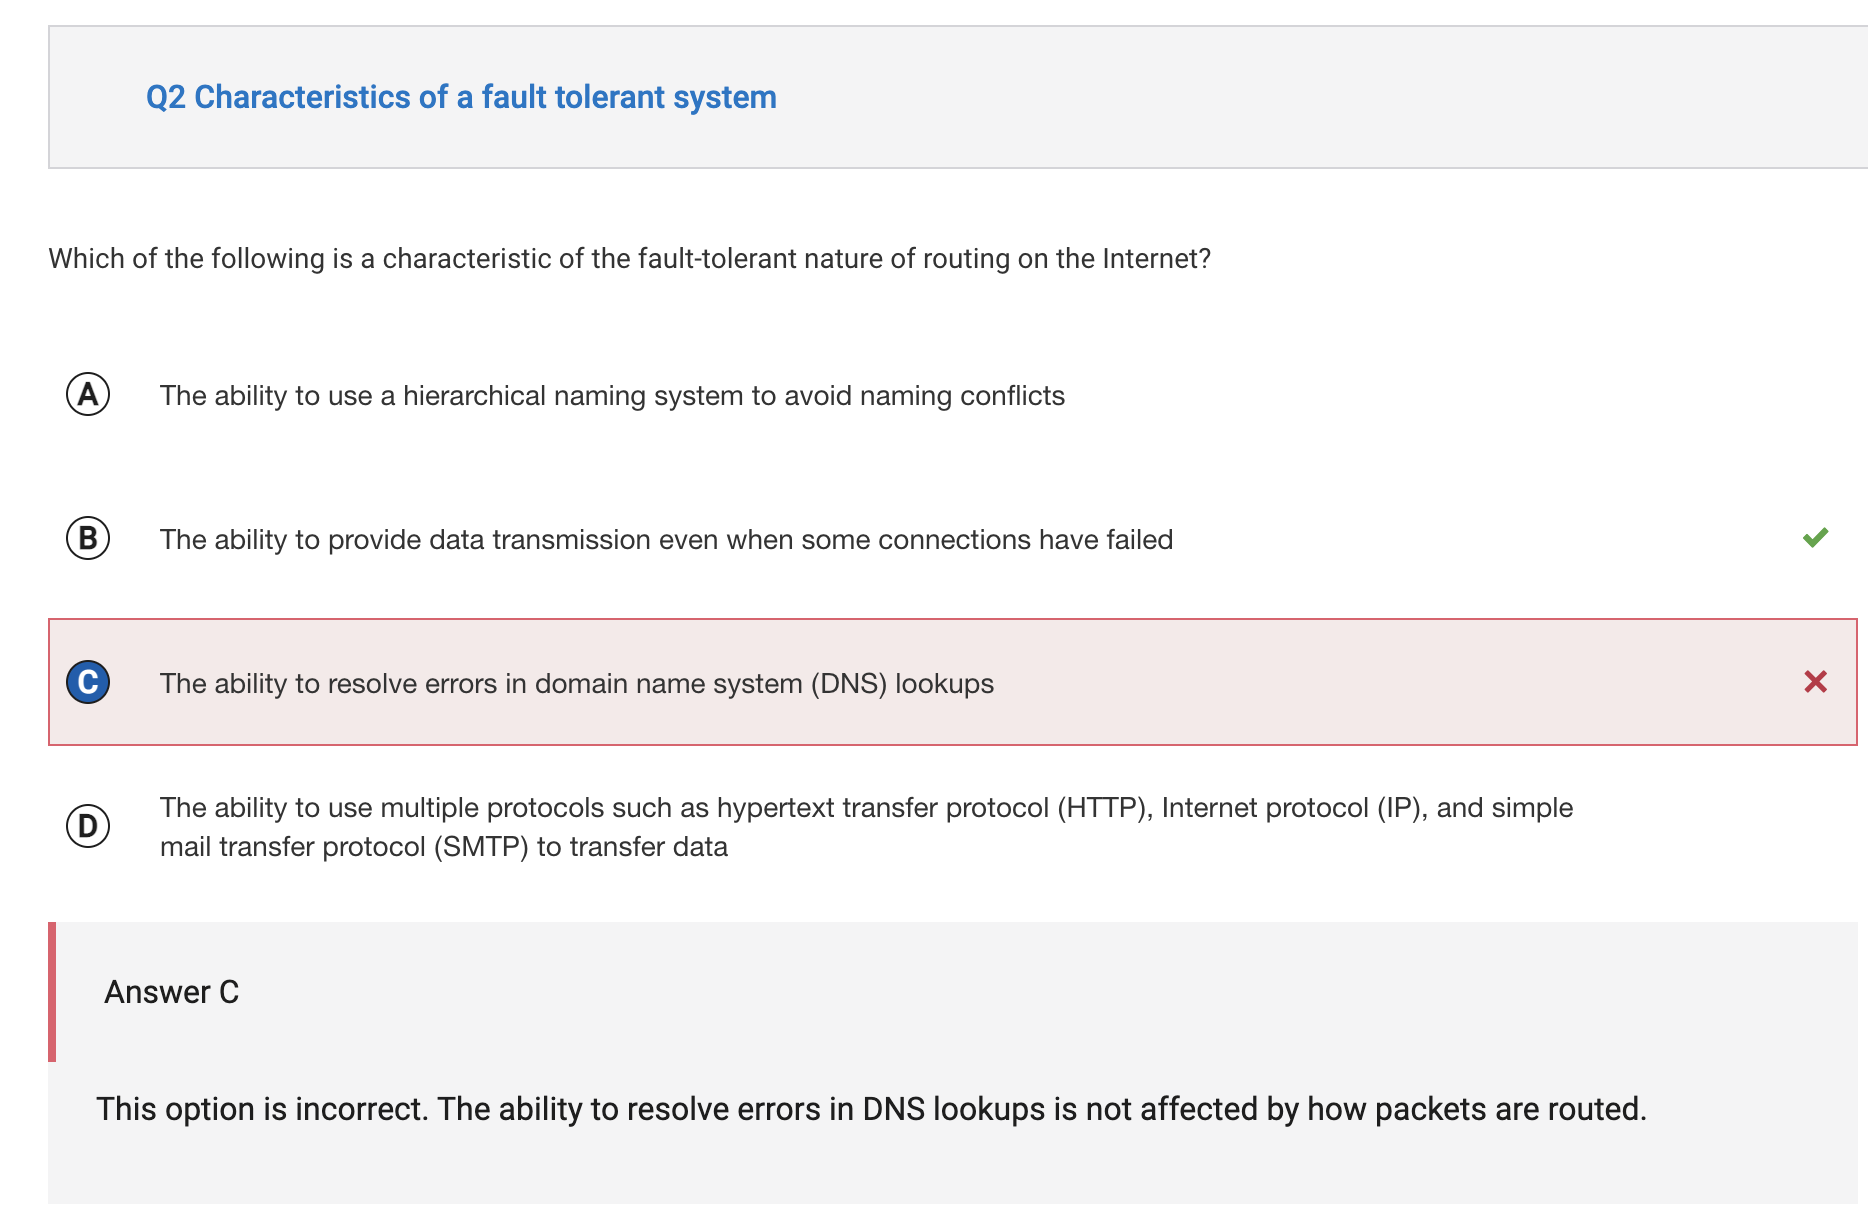 Q2 Characteristics of a fault tolerant system
Which of the following is a characteristic of the fault-tolerant nature of routing on the Internet?
A The ability to use a hierarchical naming system to avoid naming conflicts
B The ability to provide data transmission even when some connections have failed
C The ability to resolve errors in domain name system (DNS) lookups
D The ability to use multiple protocols such as hypertext transfer protocol (HTTP), Internet protocol (IP), and simple
mail transfer protocol (SMTP) to transfer data
Answer C
This option is incorrect. The ability to resolve errors in DNS lookups is not affected by how packets are routed.